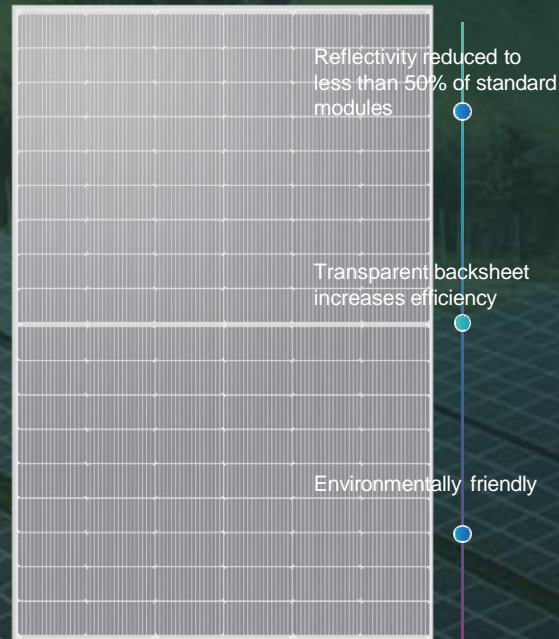 Reflectivity reduced to
less than 50% of standard
modules
Transparent backsheet
increases efficiency
Environmentally friendly